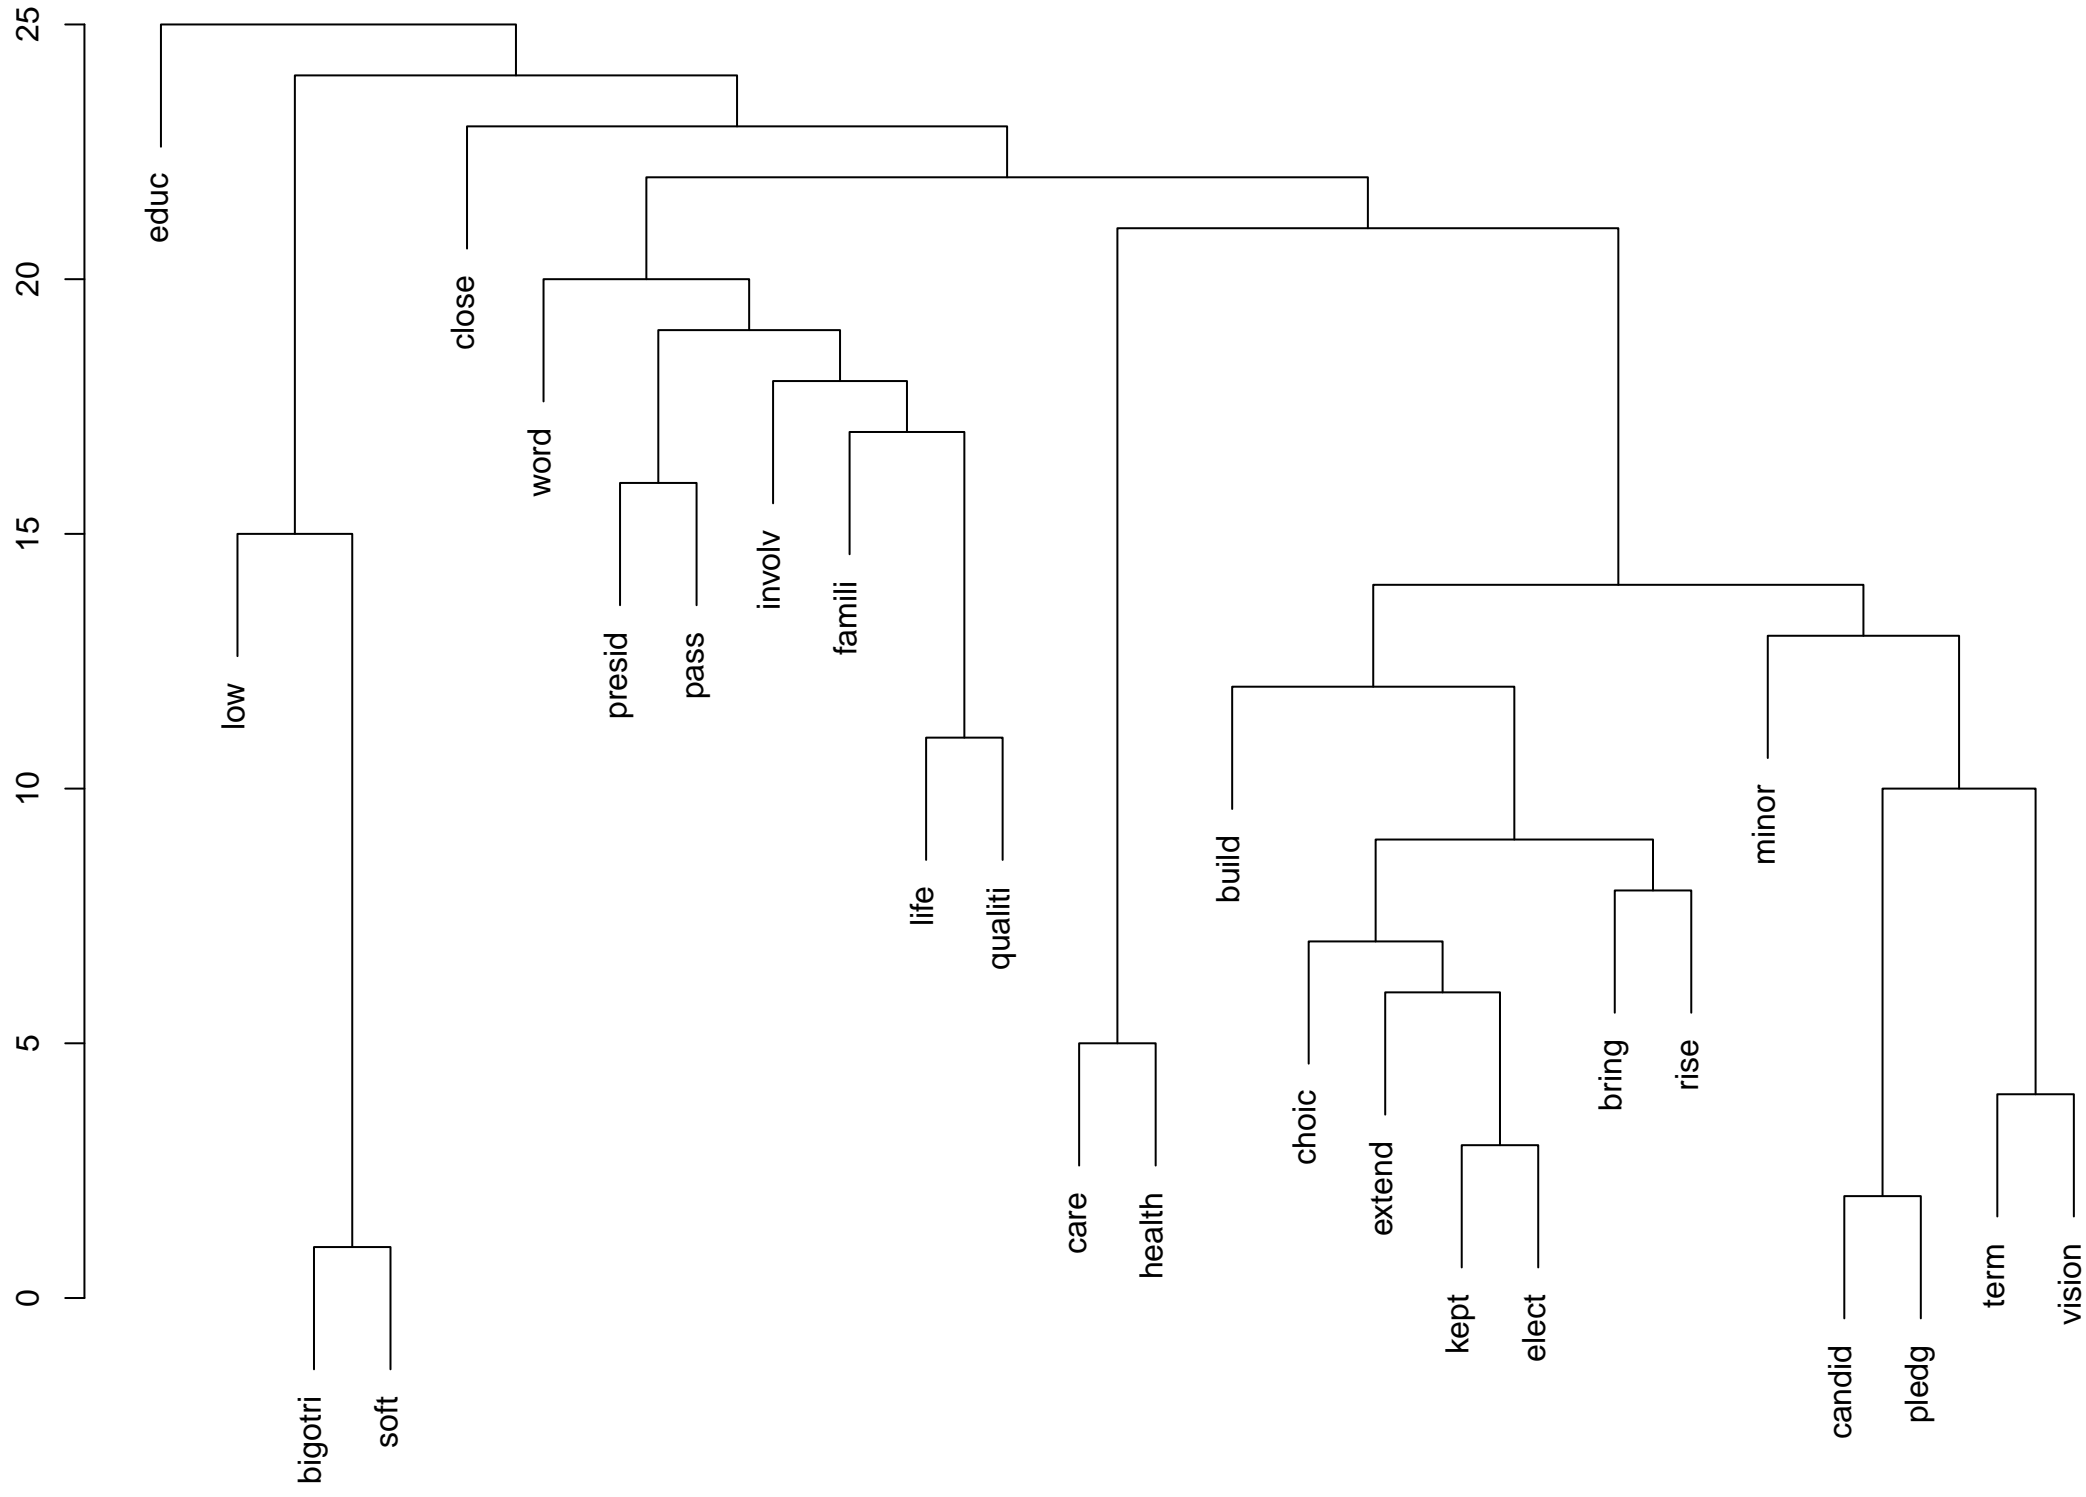 25
20
15
10
5
0
educ
low
bigotri
soft
close
word
presid
pass
involv
famili
life
qualiti
care
health
build
choic
extend
kept
elect
bring
rise
minor
candid
pledg
term
vision